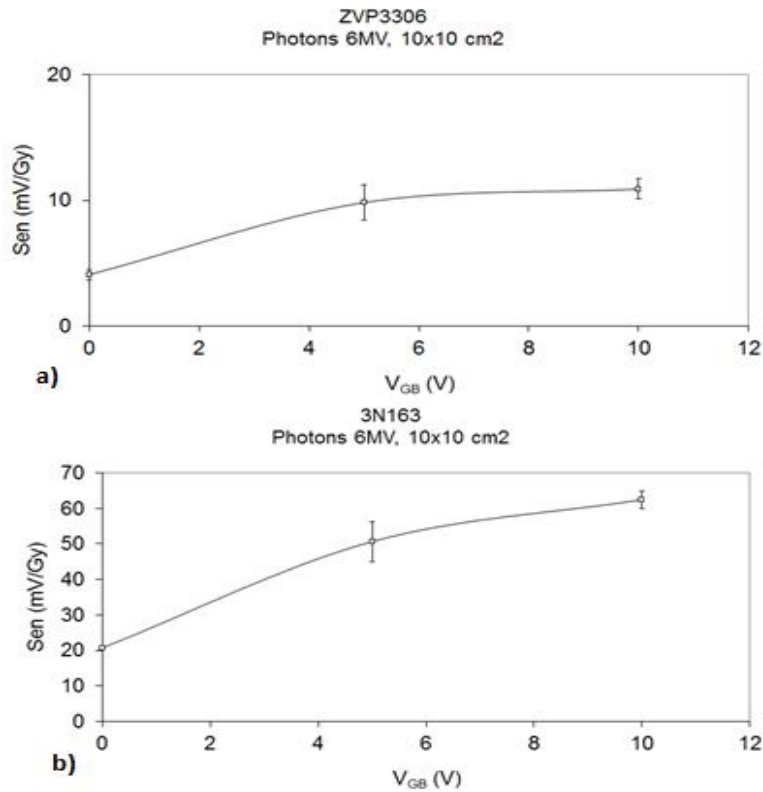 ZVP3306
Photons 6MV, 10x10 cm2
20
10
0
Sen (mV/Gy)
0 2 4 6 8 10 12
a)
V_GB (V)
3N163
Photons 6MV, 10x10 cm2
70
60
50
40
30
20
10
0
Sen (mV/Gy)
0 2 4 6 8 10 12
b)
V_GB (V)